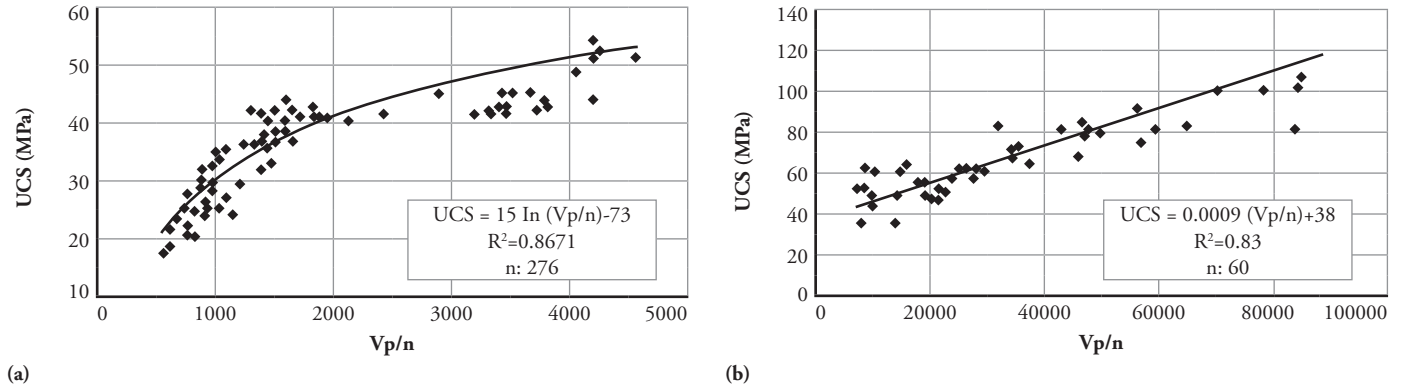 60
50
40
30
20
10
UCS (MPa)
UCS = 15 In (Vp/n)-73
R²=0.8671
n: 276
0 1000 2000 3000 4000 5000
Vp/n
(a)
140
120
100
80
60
40
20
0
UCS (MPa)
UCS = 0.0009 (Vp/n)+38
R²=0.83
n: 60
0 20000 40000 60000 80000 100000
Vp/n
(b)